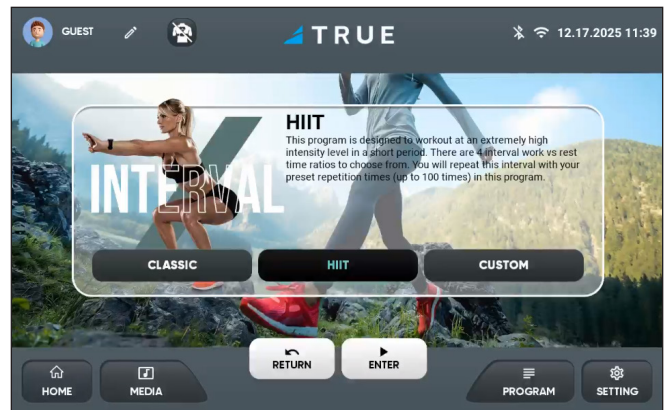 GUEST
TRUE
12.17.2025 11:39
INTERVAL
HIIT
This program is designed to workout at an extremely high
intensity level in a short period. There are 4 interval work vs rest
time ratios to choose from. You will repeat this interval with your
preset repetition times (up to 100 times) in this program.
CLASSIC
HIIT
CUSTOM
RETURN
ENTER
HOME
MEDIA
PROGRAM
SETTING